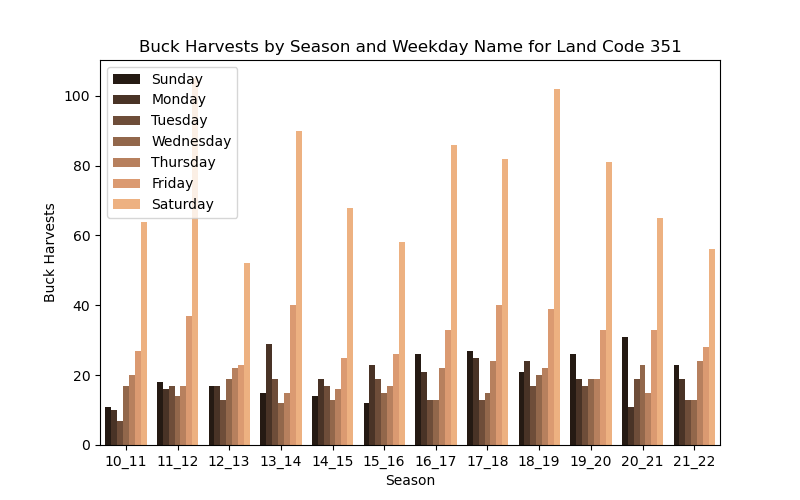 Buck Harvests by Season and Weekday Name for Land Code 351
Sunday
Monday
Tuesday
Wednesday
Thursday
Friday
Saturday
100
80
60
40
20
0
Buck Harvests
10_11 11_12 12_13 13_14 14_15 15_16 16_17 17_18 18_19 19_20 20_21 21_22
Season